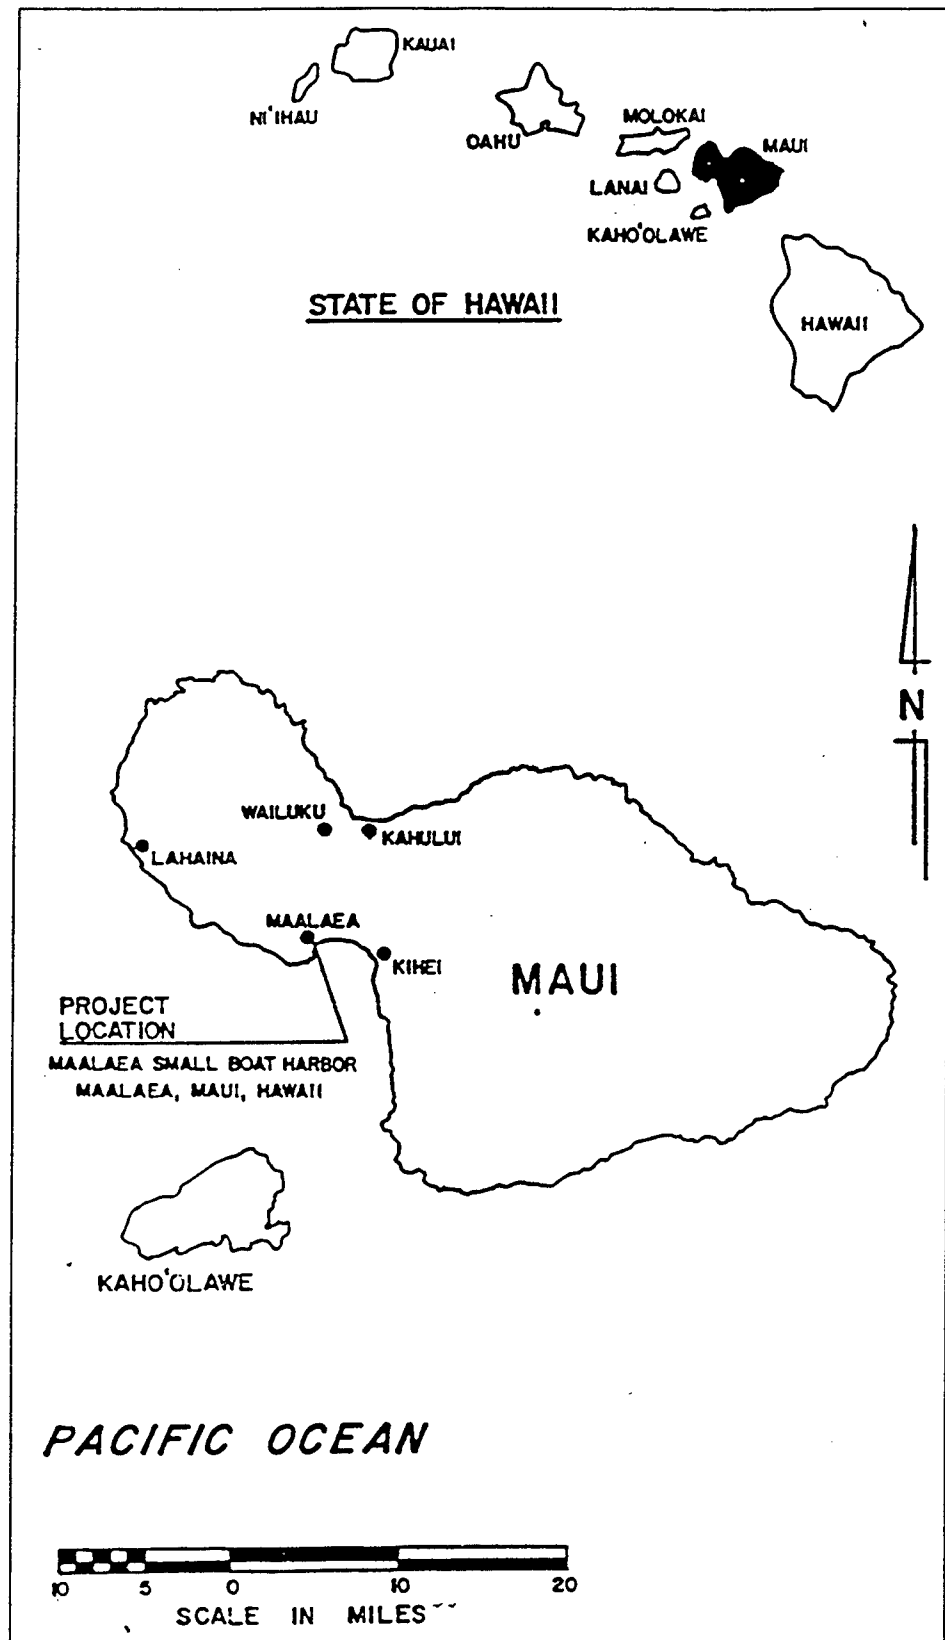 KAUAI
NI'IHAU
OAHU
MOLOKAI
MAUI
LANAI
KAHO'OLAWE
STATE OF HAWAII
HAWAII
N
WAILUKU
KAHULUI
LAHAINA
MAALAEA
KIHEI
MAUI
PROJECT
LOCATION
MAALAEA SMALL BOAT HARBOR
MAALAEA, MAUI, HAWAII
KAHO'OLAWE
PACIFIC OCEAN
10 5 0 10 20
SCALE IN MILES